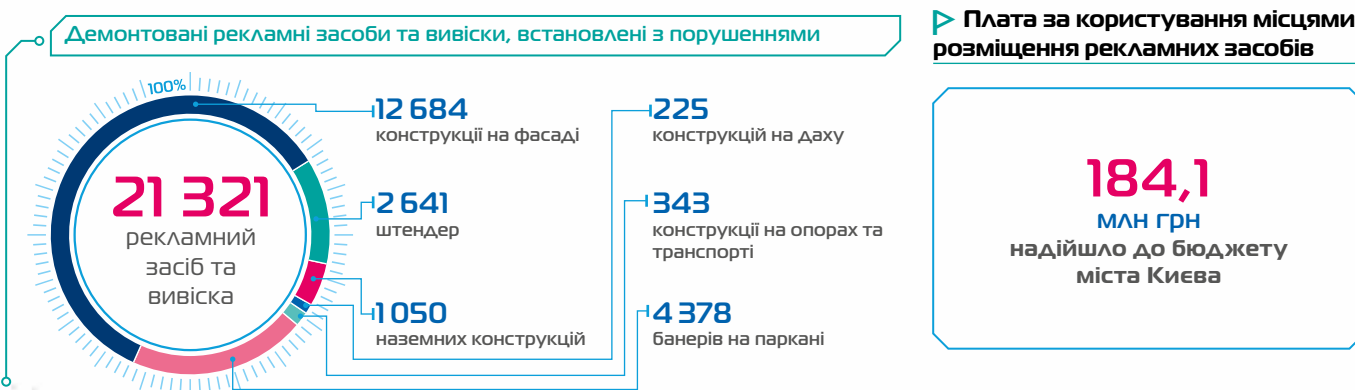 Демонтовані рекламні засоби та вивіски, встановлені з порушеннями
100%
21 321
рекламний
засіб та
вивіска
12 684
конструкції на фасаді
2 641
штендер
1 050
наземних конструкцій
225
конструкцій на даху
343
конструкції на опорах та
транспорті
4 378
банерів на паркані
Плата за користування місцями
розміщення рекламних засобів
184,1
млн грн
надійшло до бюджету
міста Києва